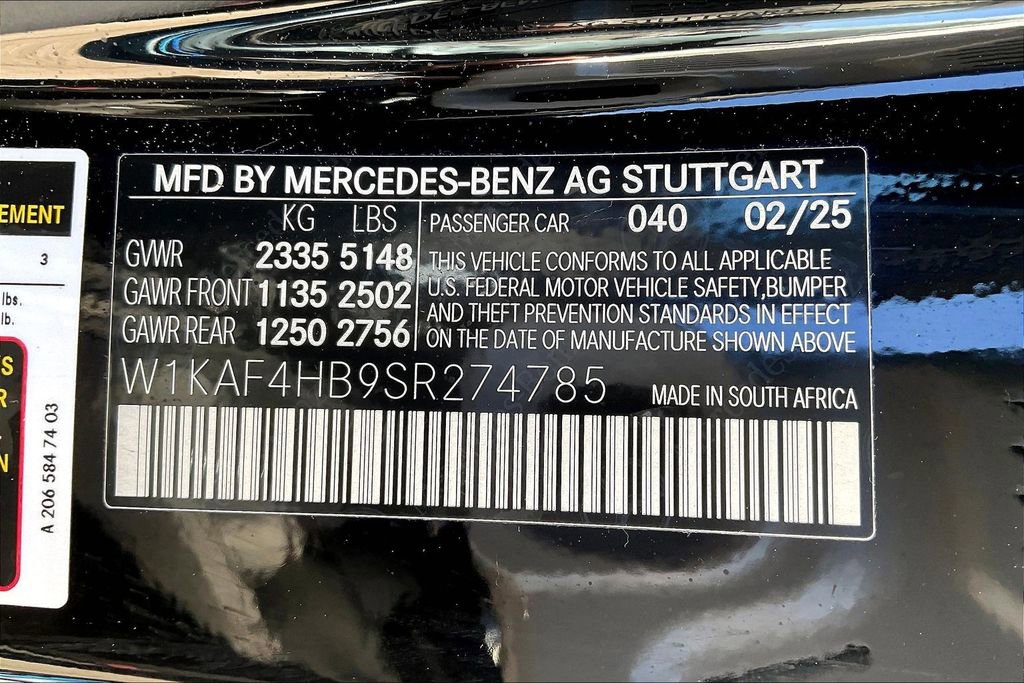 MFD BY MERCEDES-BENZ AG STUTTGART
KG LBS
GVWR 2335 5148
GAWR FRONT 1135 2502
GAWR REAR 1250 2756
PASSENGER CAR 040 02/25
THIS VEHICLE CONFORMS TO ALL APPLICABLE
U.S. FEDERAL MOTOR VEHICLE SAFETY,BUMPER
AND THEFT PREVENTION STANDARDS IN EFFECT
ON THE DATE OF MANUFACTURE SHOWN ABOVE
W1KAF4HB9SR274785
MADE IN SOUTH AFRICA
EMENT
3
lbs.
lb.
S
R
N
A 206 584 74 03